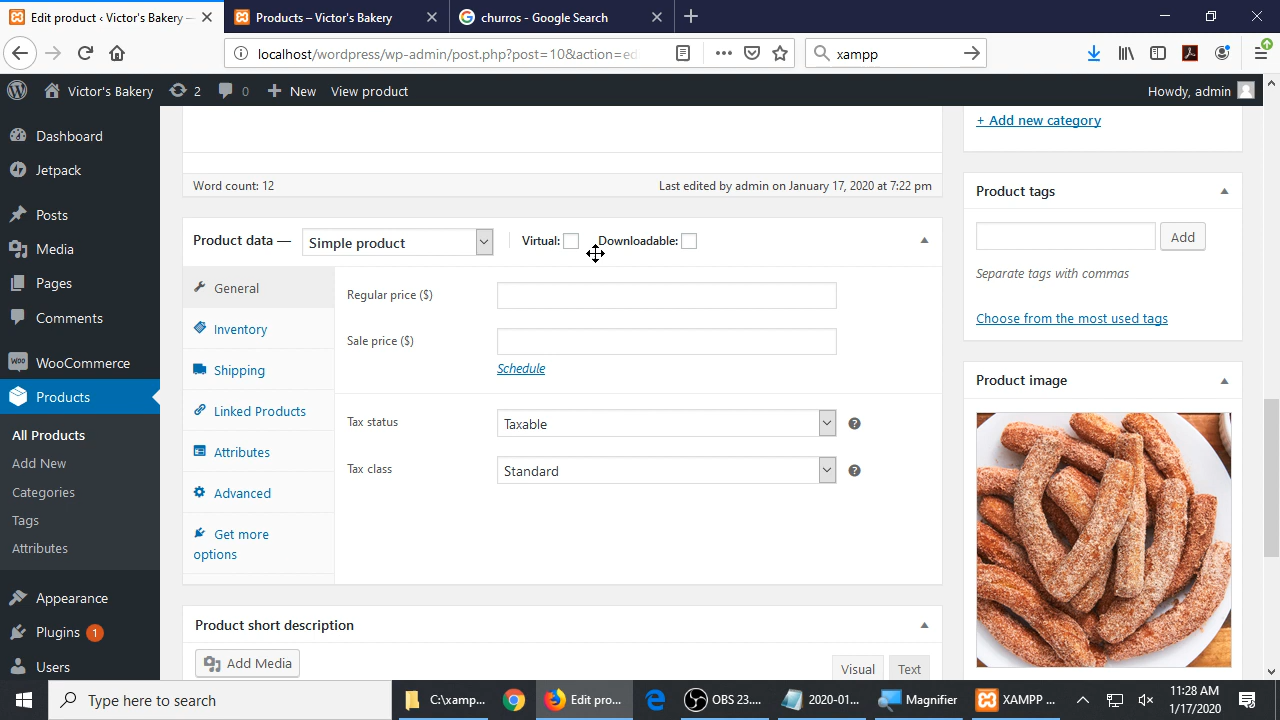 Edit product ‹ Victor's Bakery —
Products – Victor's Bakery
churros - Google Search
localhost/wordpress/wp-admin/post.php?post=10&action=ed
xampp
Victor's Bakery
2
0
New
View product
Howdy, admin
Dashboard
Jetpack
Posts
Media
Pages
Comments
WooCommerce
Products
All Products
Add New
Categories
Tags
Attributes
Appearance
Plugins 1
Users
Word count: 12
Last edited by admin on January 17, 2020 at 7:22 pm
Product data —
Simple product
Virtual:
Downloadable:
General
Inventory
Shipping
Linked Products
Attributes
Advanced
Get more
options
Regular price ($)
Sale price ($)
Schedule
Tax status
Taxable
Tax class
Standard
Product short description
Add Media
Visual
Text
+ Add new category
Product tags
Add
Separate tags with commas
Choose from the most used tags
Product image
Type here to search
C:\xamp...
Edit pro...
OBS 23....
2020-01...
Magnifier
XAMPP ...
11:28 AM
1/17/2020